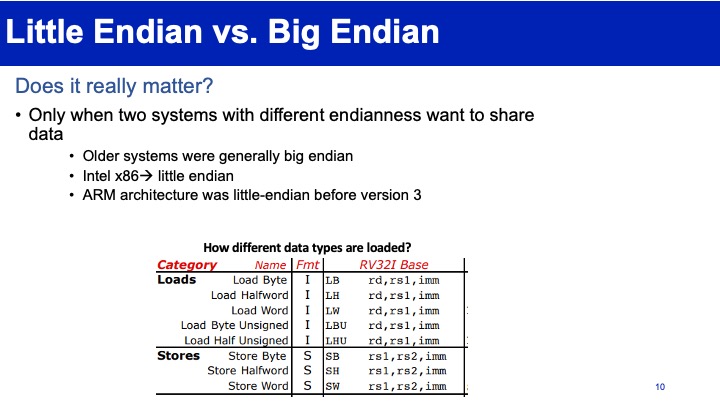 Little Endian vs. Big Endian
Does it really matter?
• Only when two systems with different endianness want to share
data
• Older systems were generally big endian
• Intel x86→ little endian
• ARM architecture was little-endian before version 3
How different data types are loaded?
Category Name Fmt RV32I Base
Loads Load Byte I LB rd,rs1,imm
Load Halfword I LH rd,rs1,imm
Load Word I LW rd,rs1,imm
Load Byte Unsigned I LBU rd,rs1,imm
Load Half Unsigned I LHU rd,rs1,imm
Stores Store Byte S SB rs1,rs2,imm
Store Halfword S SH rs1,rs2,imm
Store Word S SW rs1,rs2,imm
10